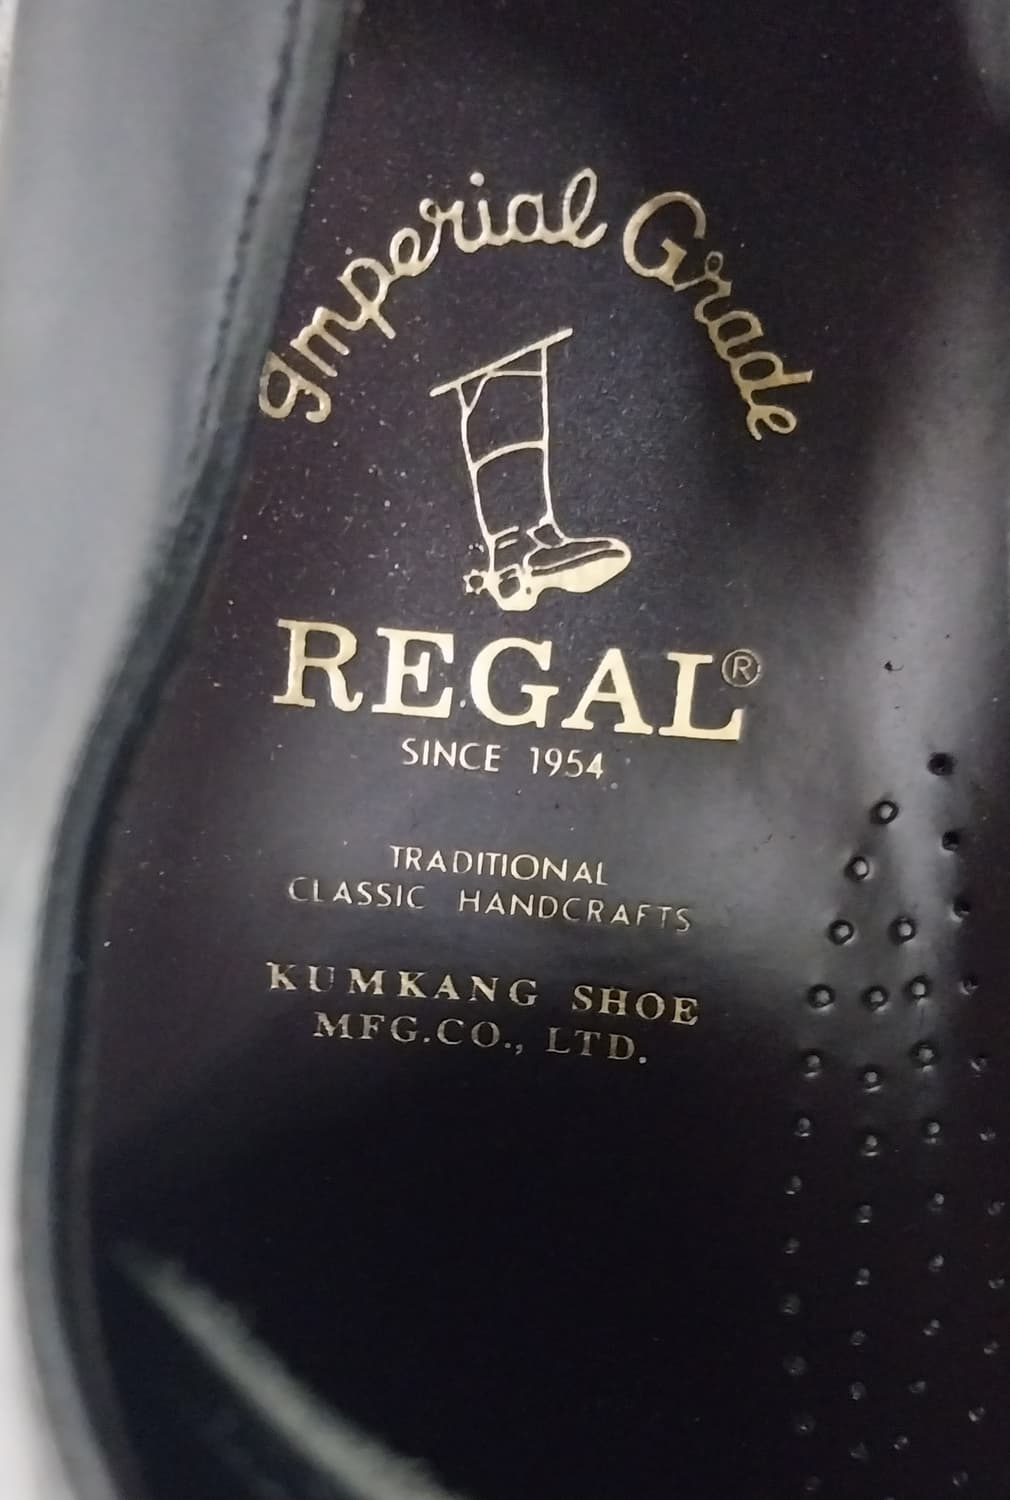 Imperial Grade
REGAL®
SINCE 1954
TRADITIONAL
CLASSIC HANDCRAFTS
KUMKANG SHOE
MFG.CO., LTD.